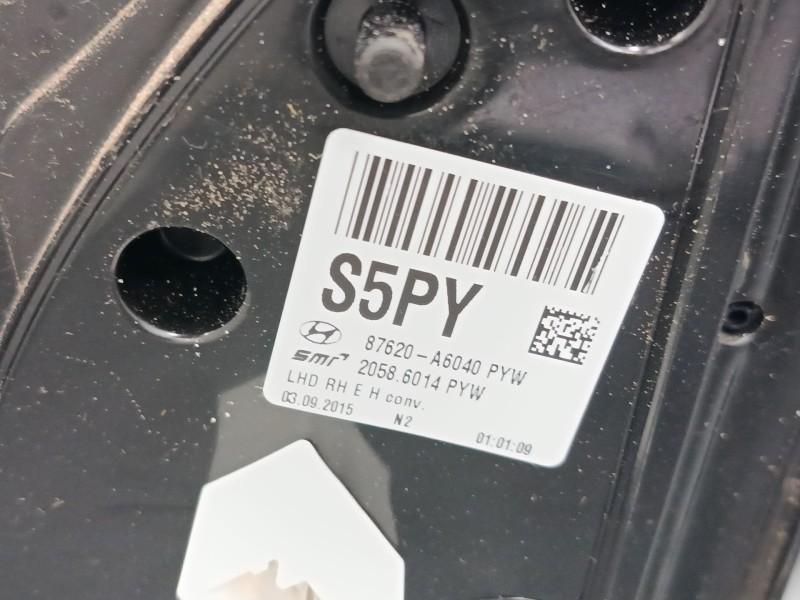 S5PY
87620-A6040 PYW
smr 2058.6014 PYW
LHD RH E H conv.
03.09.2015 N2 01:01:09